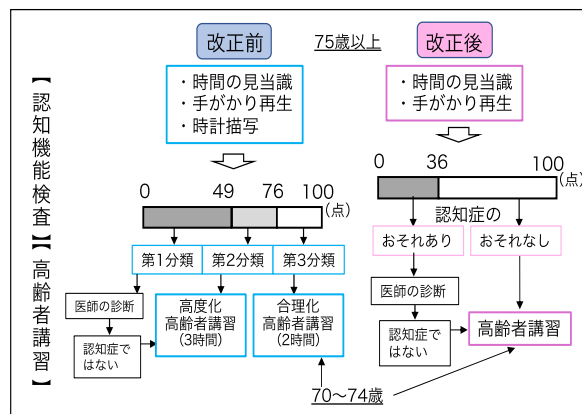 改正前
75歳以上
改正後
【認知機能検査】
・時間の見当識
・手がかり再生
・時計描写
・時間の見当識
・手がかり再生
0 49 76 100
(点)
0 36 100
(点)
認知症の
おそれあり
おそれなし
【高齢者講習】
第1分類
第2分類
第3分類
医師の診断
認知症で
はない
高度化
高齢者講習
(3時間)
合理化
高齢者講習
(2時間)
医師の診断
認知症で
はない
高齢者講習
70〜74歳